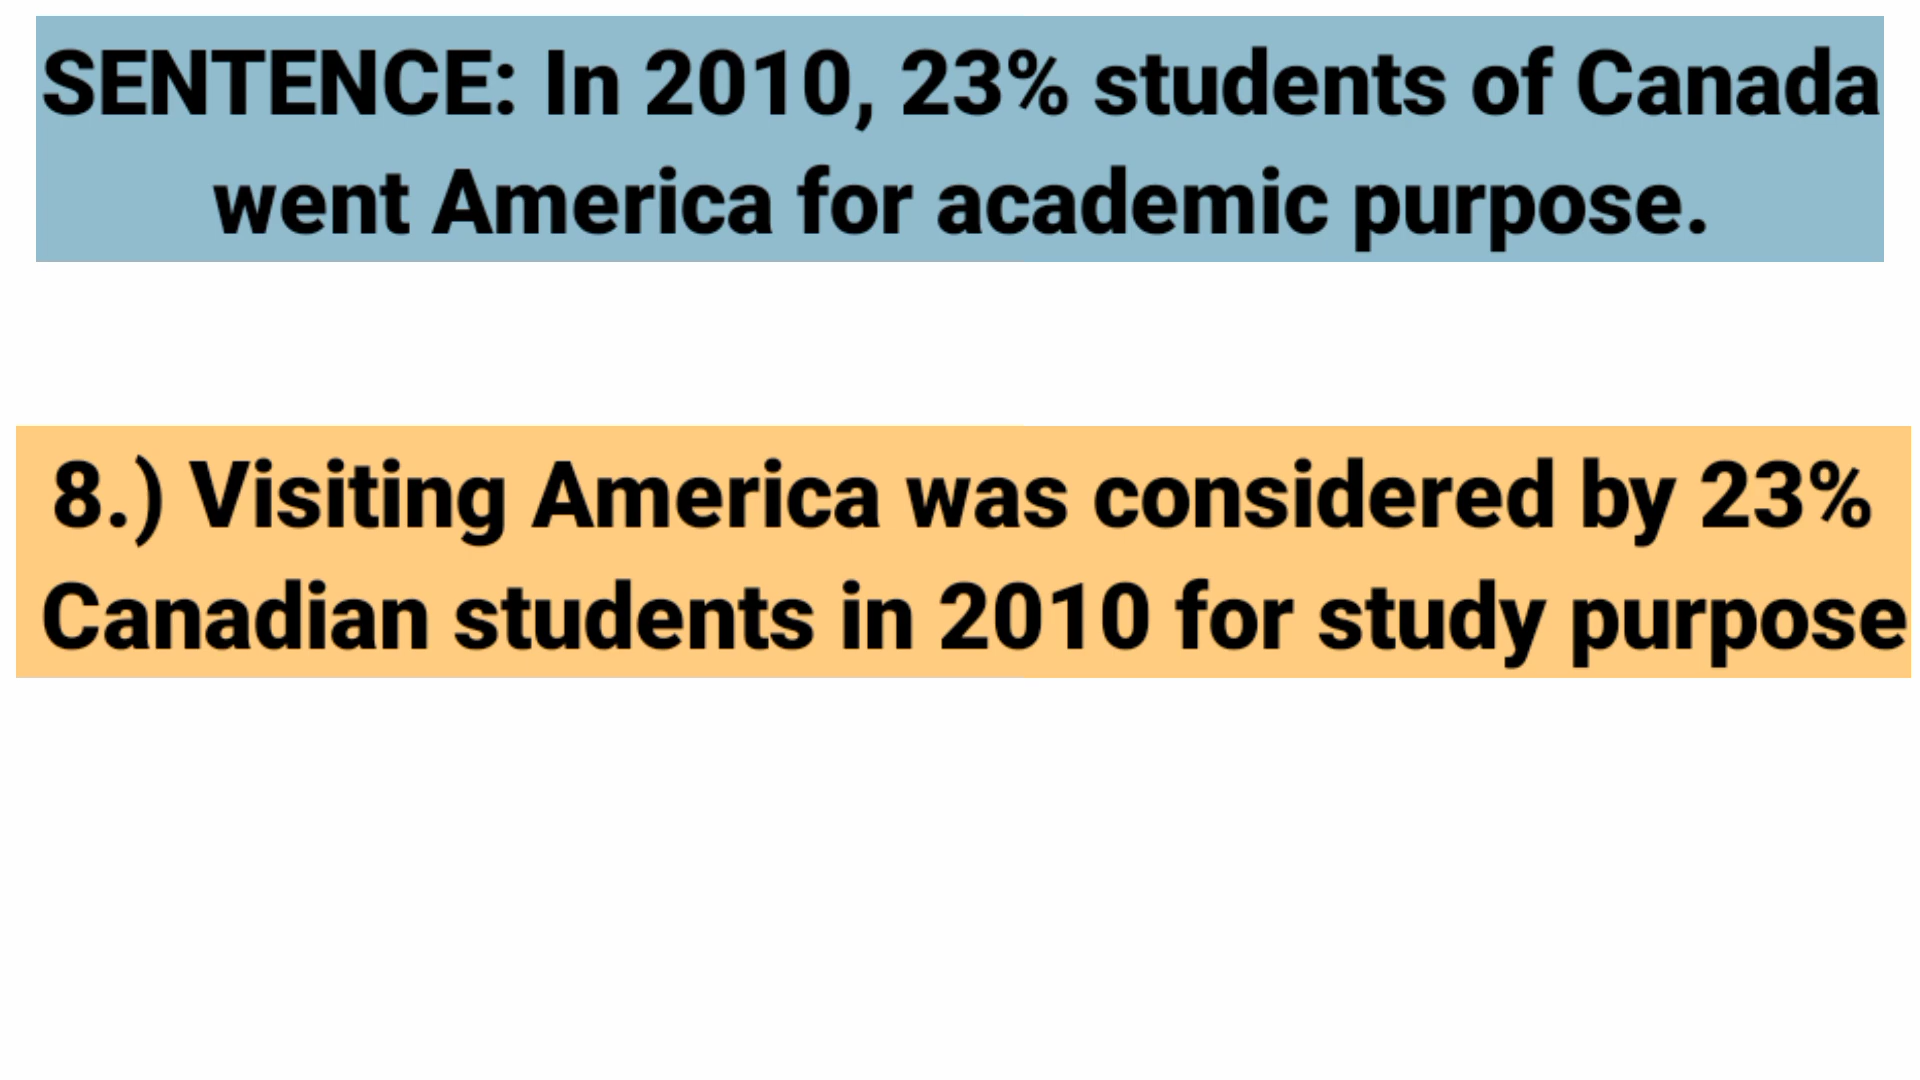 SENTENCE: In 2010, 23% students of Canada
went America for academic purpose.
8.) Visiting America was considered by 23%
Canadian students in 2010 for study purpose